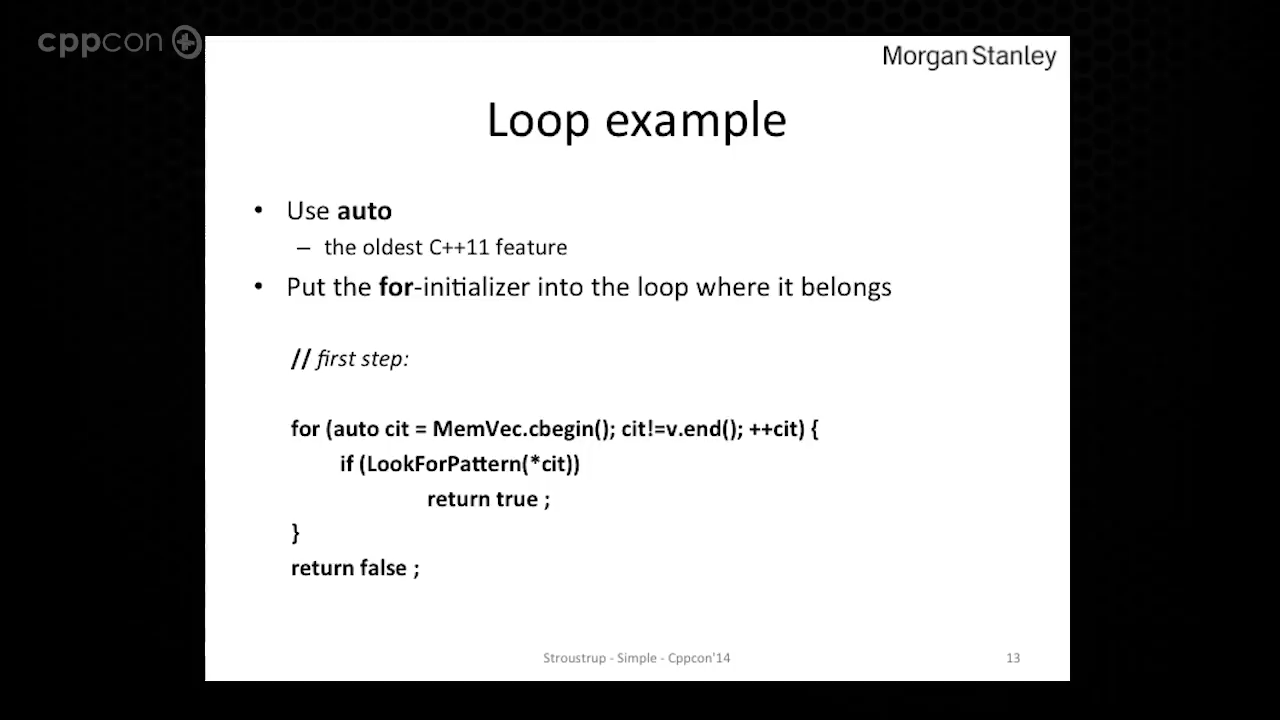 cppcon
Morgan Stanley
Loop example
• Use auto
– the oldest C++11 feature
• Put the for-initializer into the loop where it belongs
// first step:
for (auto cit = MemVec.cbegin(); cit!=v.end(); ++cit) {
if (LookForPattern(*cit))
return true ;
}
return false ;
Stroustrup - Simple - Cppcon'14
13